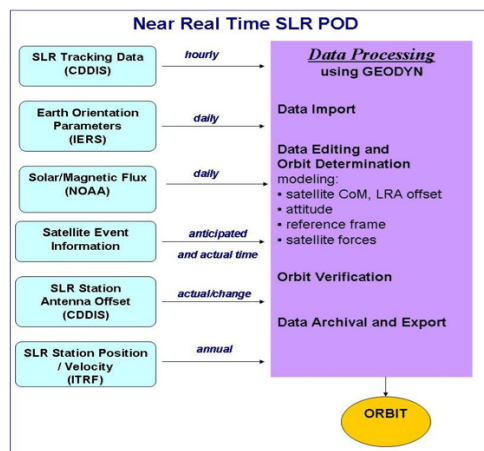 Near Real Time SLR POD
SLR Tracking Data
(CDDIS)
hourly
Earth Orientation
Parameters
(IERS)
daily
Solar/Magnetic Flux
(NOAA)
daily
Satellite Event
Information
anticipated
and actual time
SLR Station
Antenna Offset
(CDDIS)
actual/change
SLR Station Position
/ Velocity
(ITRF)
annual
Data Processing
using GEODYN
Data Import
Data Editing and
Orbit Determination
modeling:
• satellite CoM, LRA offset
• attitude
• reference frame
• satellite forces
Orbit Verification
Data Archival and Export
ORBIT